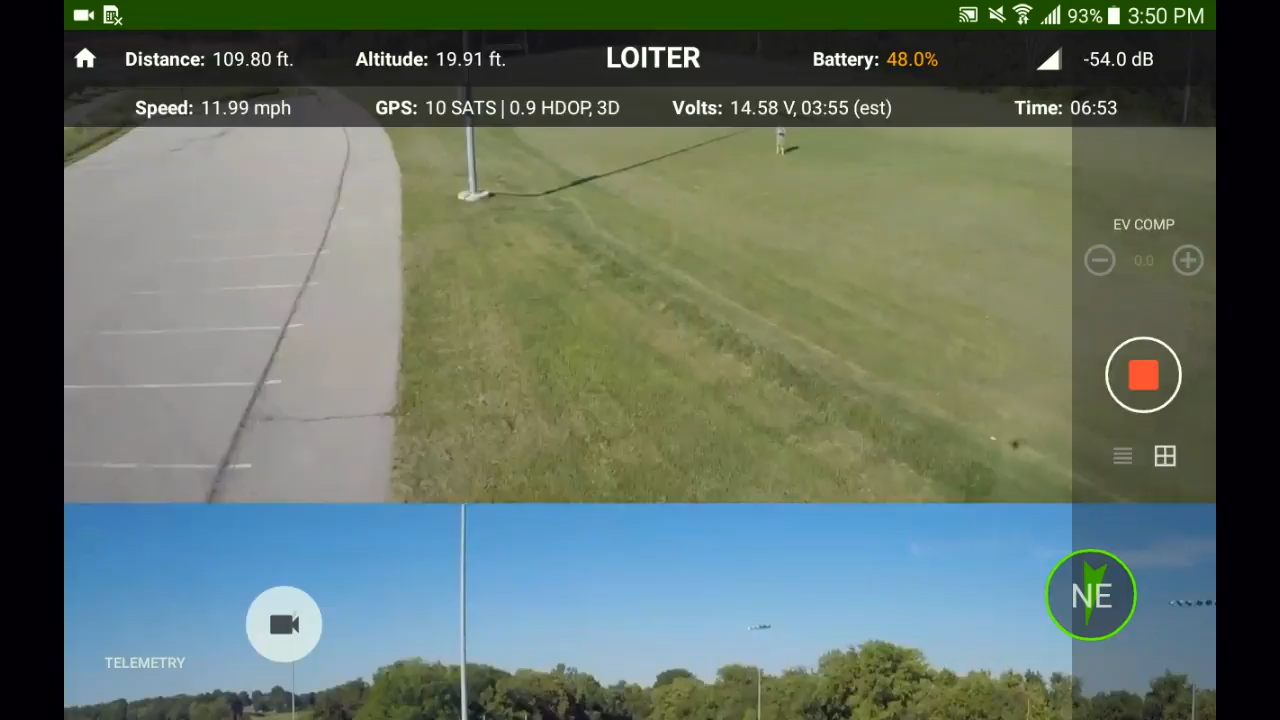 93% 3:50 PM
Distance: 109.80 ft. Altitude: 19.91 ft. LOITER Battery: 48.0% -54.0 dB
Speed: 11.99 mph GPS: 10 SATS | 0.9 HDOP, 3D Volts: 14.58 V, 03:55 (est) Time: 06:53
EV COMP
0.0
NE
TELEMETRY